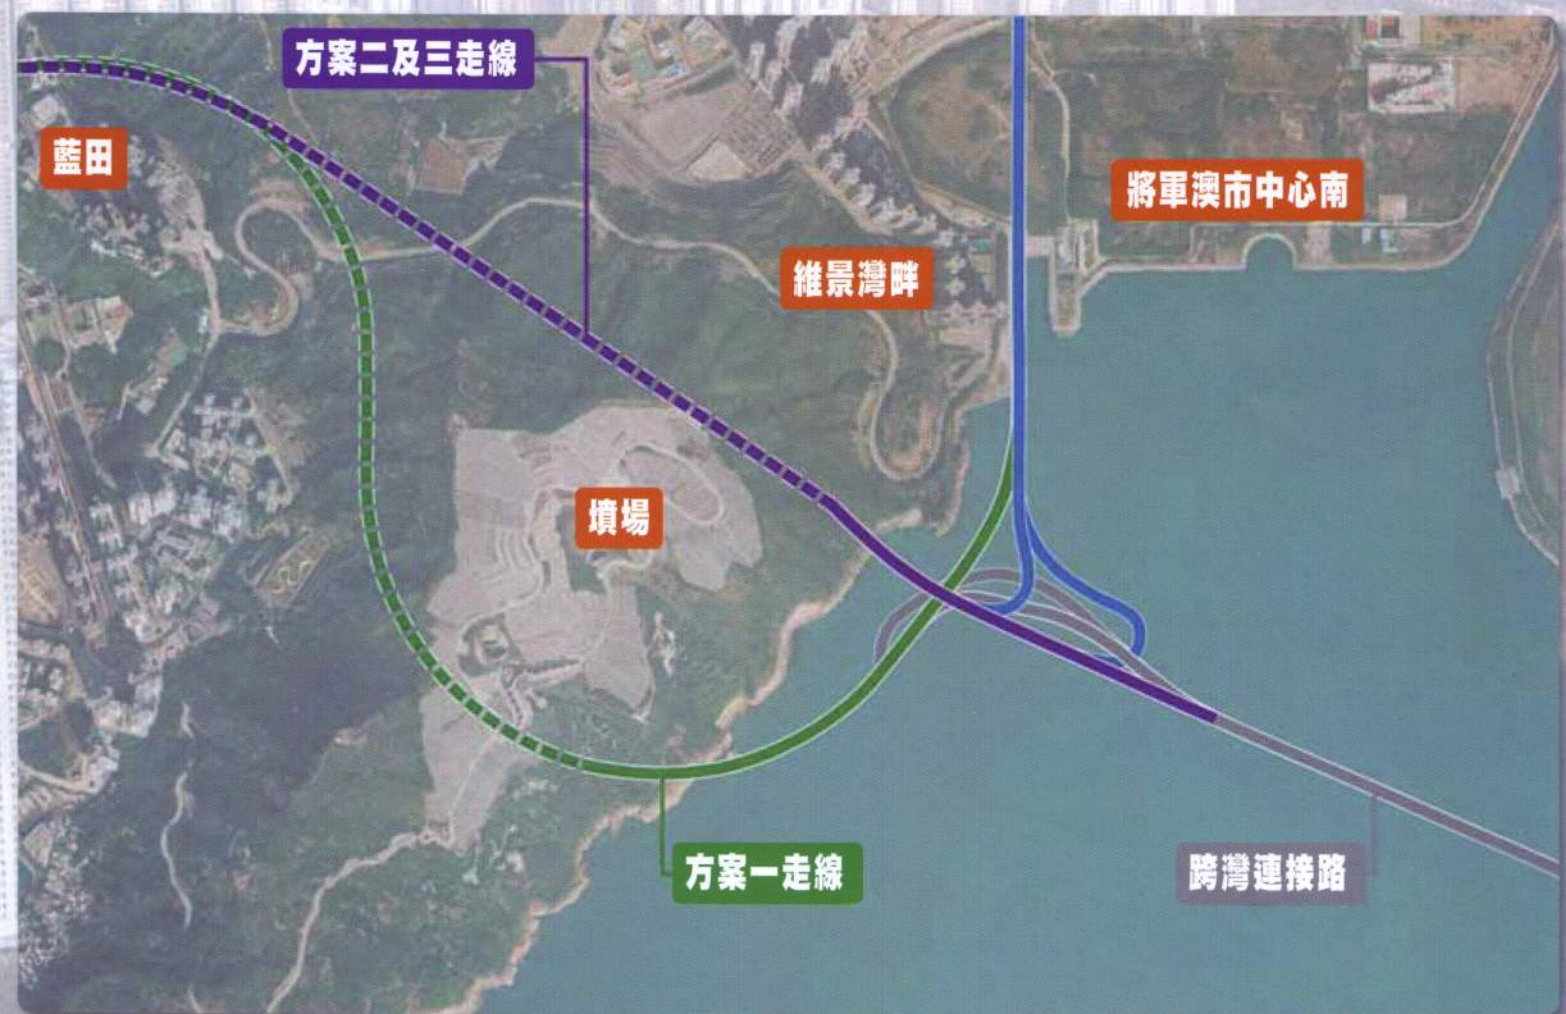 方案二及三走線
藍田
將軍澳市中心南
維景灣畔
墳場
方案一走線
跨灣連接路